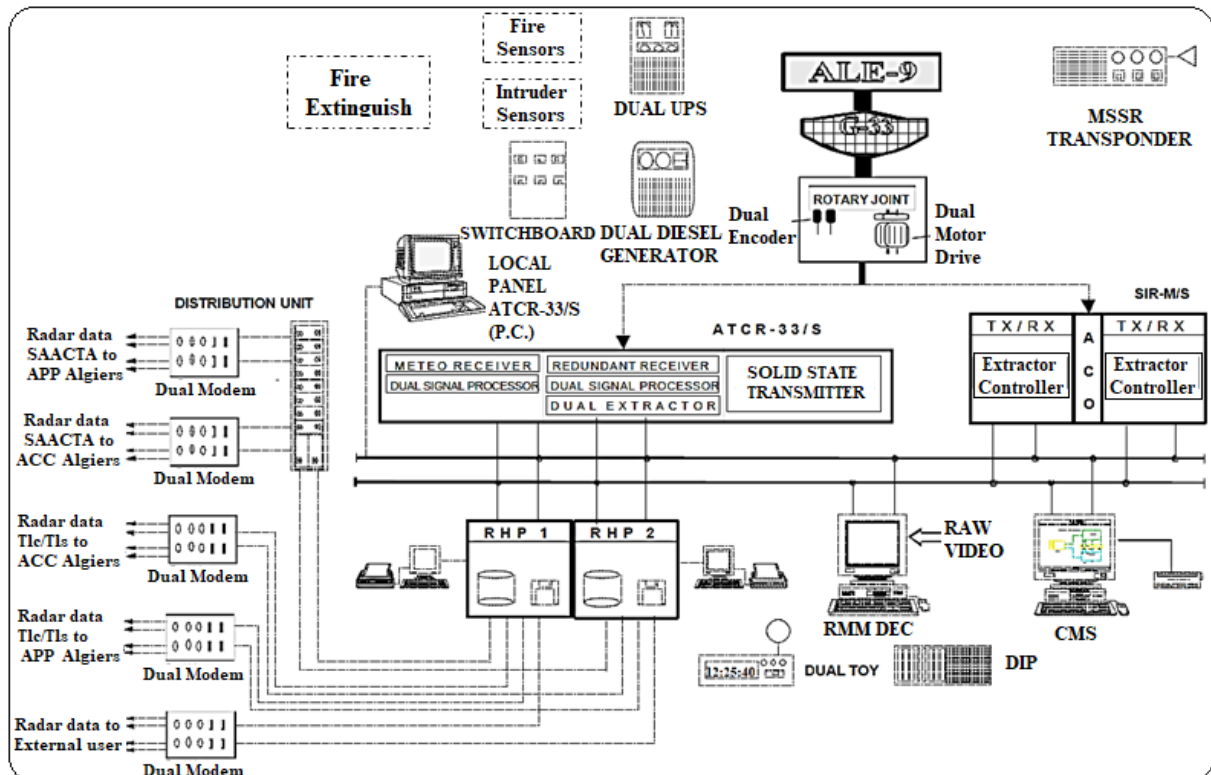 Fire
Sensors
Fire
Extinguish
Intruder
Sensors
DUAL UPS
ALE-9
G-33
MSSR
TRANSPONDER
ROTARY JOINT
Dual
Encoder
Dual
Motor
Drive
SWITCHBOARD
DUAL DIESEL
GENERATOR
LOCAL
PANEL
ATCR-33/S
(P.C.)
DISTRIBUTION UNIT
Radar data
SAACTA to
APP Algiers
Dual Modem
Radar data
SAACTA to
ACC Algiers
Dual Modem
ATCR-33/S
METEO RECEIVER
DUAL SIGNAL PROCESSOR
REDUNDANT RECEIVER
DUAL SIGNAL PROCESSOR
DUAL EXTRACTOR
SOLID STATE
TRANSMITTER
SIR-M/S
TX/RX
Extractor
Controller
A
C
O
TX/RX
Extractor
Controller
Radar data
Tlc/Tls to
ACC Algiers
Dual Modem
RHP 1
RHP 2
RAW
VIDEO
RMM DEC
CMS
Radar data
Tlc/Tls to
APP Algiers
Dual Modem
12:25:40
DUAL TOY
DIP
Radar data to
External user
Dual Modem